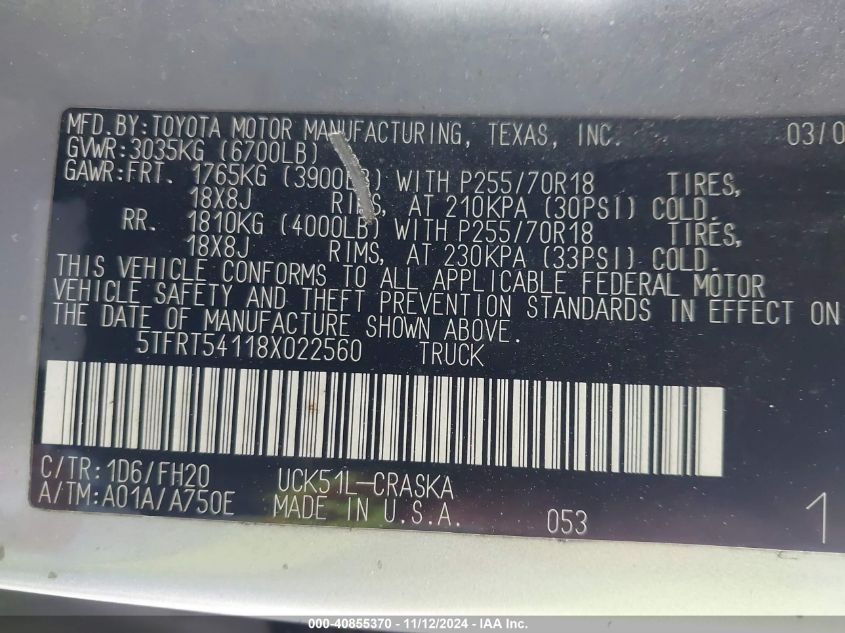 MFD.BY:TOYOTA MOTOR MANUFACTURING, TEXAS, INC. 03/0
GVWR:3035KG (6700LB)
GAWR:FRT. 1765KG (3900LB) WITH P255/70R18 TIRES,
18X8J RIMS, AT 210KPA (30PSI) COLD.
RR. 1810KG (4000LB) WITH P255/70R18 TIRES,
18X8J RIMS, AT 230KPA (33PSI) COLD.
THIS VEHICLE CONFORMS TO ALL APPLICABLE FEDERAL MOTOR
VEHICLE SAFETY AND THEFT PREVENTION STANDARDS IN EFFECT ON
THE DATE OF MANUFACTURE SHOWN ABOVE.
5TFRT54118X022560 TRUCK
C/TR:1D6/FH20 UCK51L-CRASKA
A/TM:A01A/A750E MADE IN U.S.A. 053 1
000-40855370 - 11/12/2024 - IAA Inc.